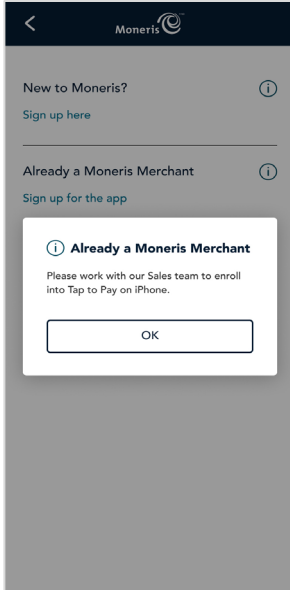 Moneris
New to Moneris?
Sign up here
Already a Moneris Merchant
Sign up for the app
Already a Moneris Merchant
Please work with our Sales team to enroll
into Tap to Pay on iPhone.
OK